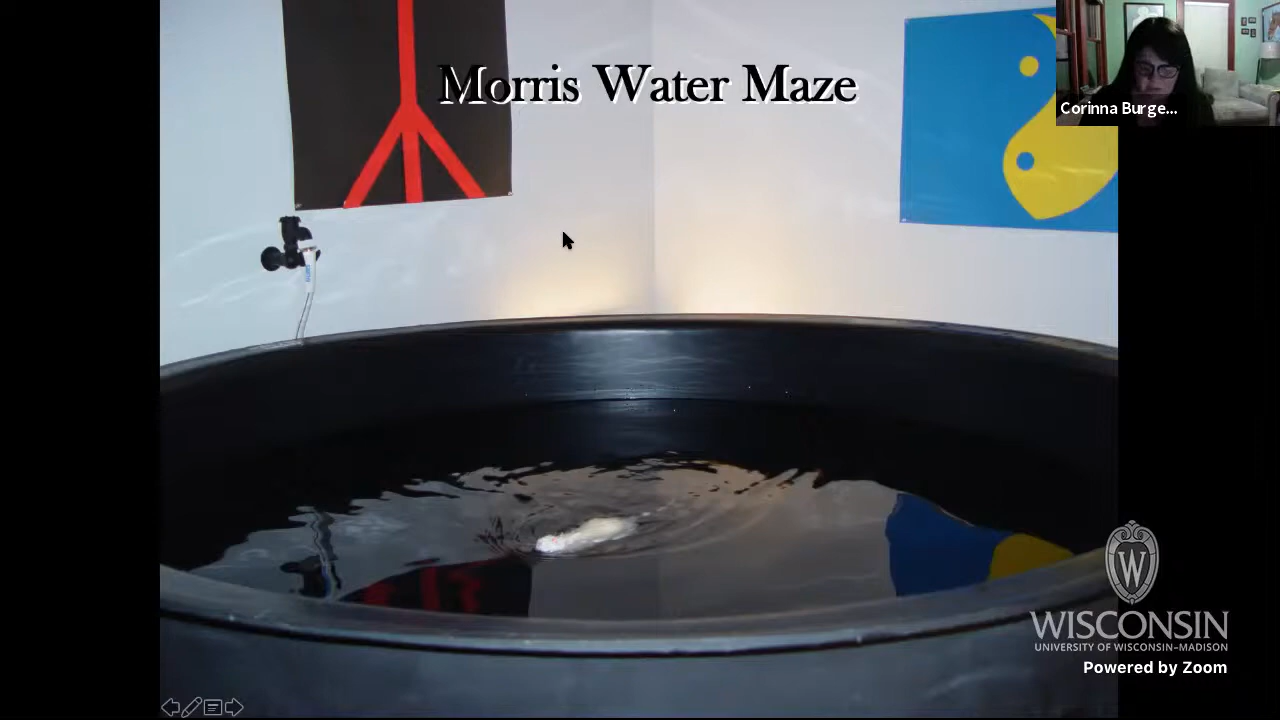 Morris Water Maze
Corinna Burge...
W
WISCONSIN
UNIVERSITY OF WISCONSIN–MADISON
Powered by Zoom